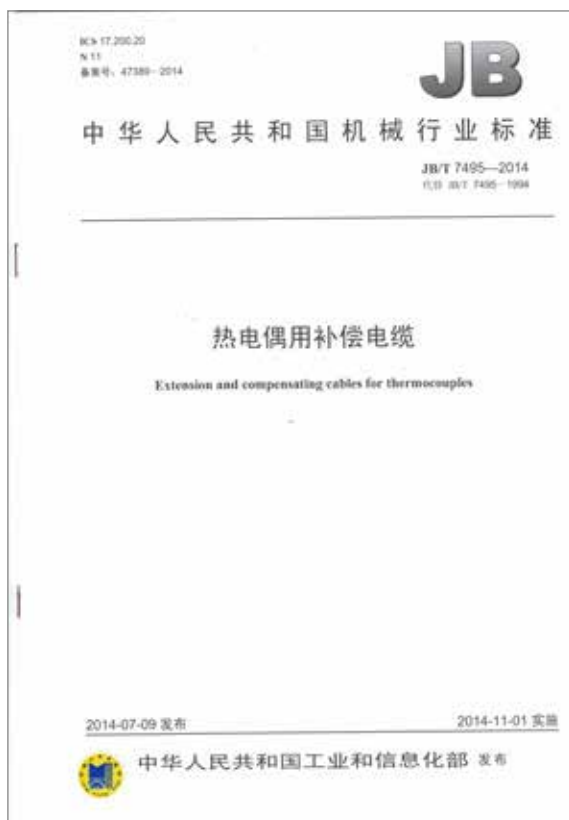 ICS 17.200.20
N 11
备案号：47389—2014
JB
中华人民共和国机械行业标准
JB/T 7495—2014
代替 JB/T 7495—1994
热电偶用补偿电缆
Extension and compensating cables for thermocouples
2014-07-09 发布
2014-11-01 实施
中华人民共和国工业和信息化部 发布